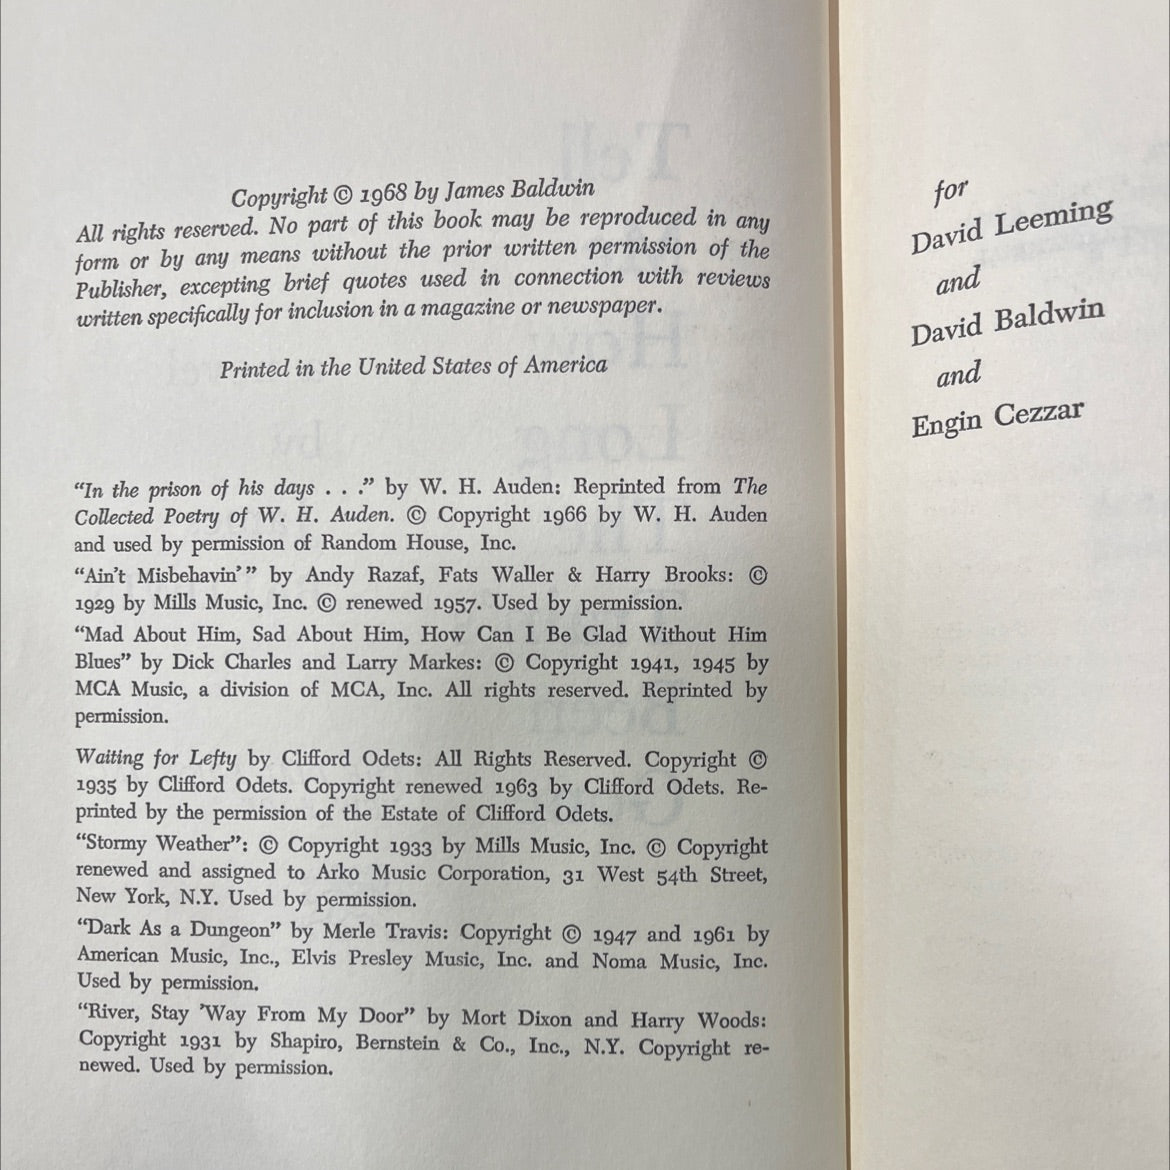 Copyright © 1968 by James Baldwin
All rights reserved. No part of this book may be reproduced in any
form or by any means without the prior written permission of the
Publisher, excepting brief quotes used in connection with reviews
written specifically for inclusion in a magazine or newspaper.
Printed in the United States of America
“In the prison of his days . . .” by W. H. Auden: Reprinted from The
Collected Poetry of W. H. Auden. © Copyright 1966 by W. H. Auden
and used by permission of Random House, Inc.
“Ain’t Misbehavin’ ” by Andy Razaf, Fats Waller & Harry Brooks: ©
1929 by Mills Music, Inc. © renewed 1957. Used by permission.
“Mad About Him, Sad About Him, How Can I Be Glad Without Him
Blues” by Dick Charles and Larry Markes: © Copyright 1941, 1945 by
MCA Music, a division of MCA, Inc. All rights reserved. Reprinted by
permission.
Waiting for Lefty by Clifford Odets: All Rights Reserved. Copyright ©
1935 by Clifford Odets. Copyright renewed 1963 by Clifford Odets. Re-
printed by the permission of the Estate of Clifford Odets.
“Stormy Weather”: © Copyright 1933 by Mills Music, Inc. © Copyright
renewed and assigned to Arko Music Corporation, 31 West 54th Street,
New York, N.Y. Used by permission.
“Dark As a Dungeon” by Merle Travis: Copyright © 1947 and 1961 by
American Music, Inc., Elvis Presley Music, Inc. and Noma Music, Inc.
Used by permission.
“River, Stay ’Way From My Door” by Mort Dixon and Harry Woods:
Copyright 1931 by Shapiro, Bernstein & Co., Inc., N.Y. Copyright re-
newed. Used by permission.
for
David Leeming
and
David Baldwin
and
Engin Cezzar